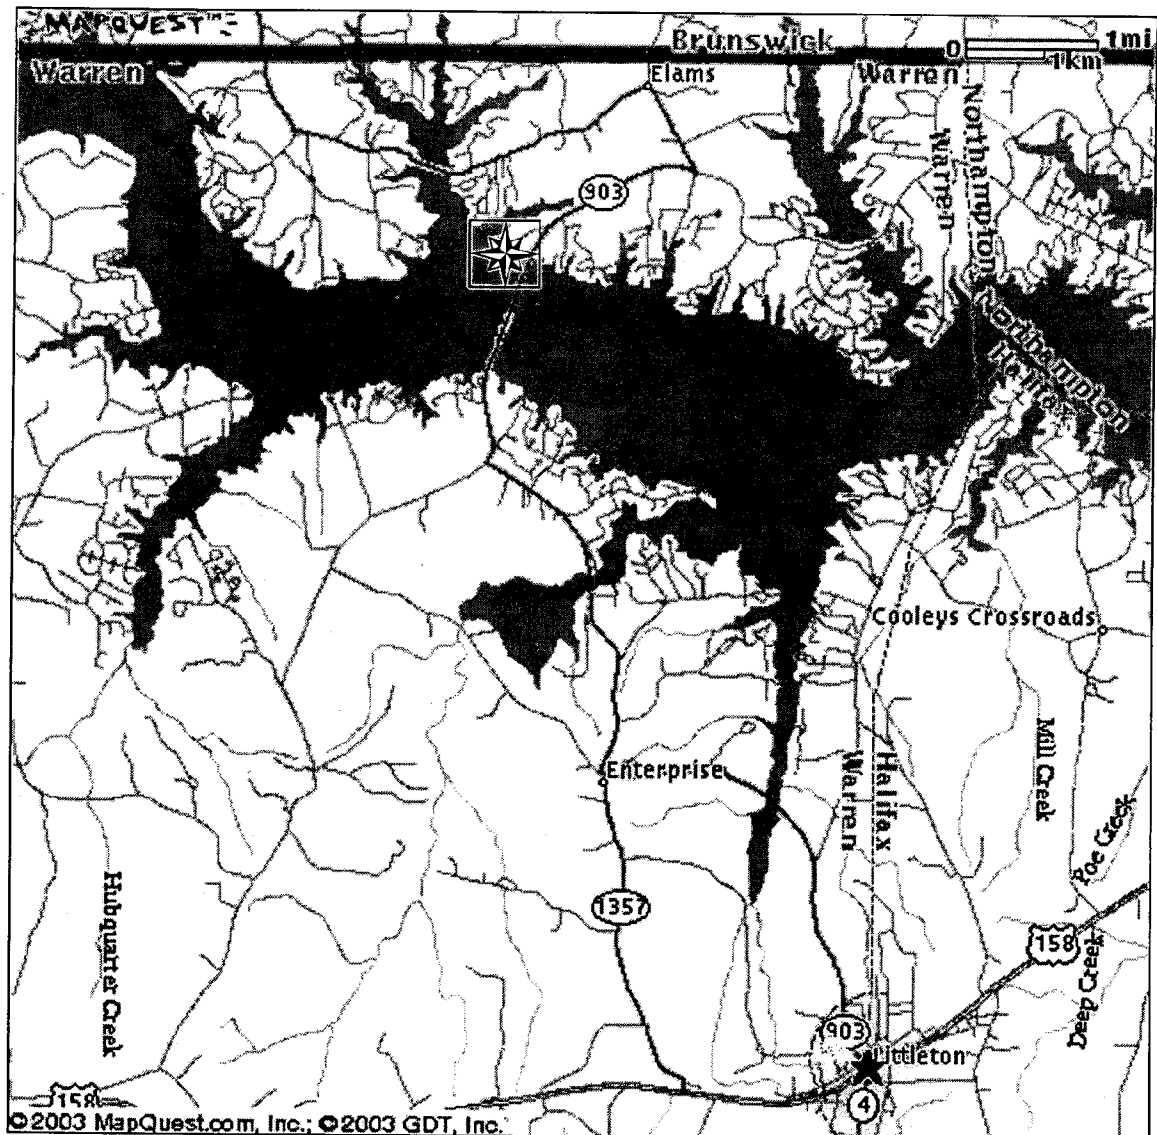 MAPQUEST™
Brunswick
0 1mi
1km
Warren
Elams
Warren
Northampton
Warren
903
Northampton
Halifax
Cooleys Crossroads
Enterprise
Halifax
Warren
Mill Creek
Poe Creek
Hubquarter Creek
1357
158
Deep Creek
903
Littleton
4
158
©2003 MapQuest.com, Inc.; ©2003 GDT, Inc.